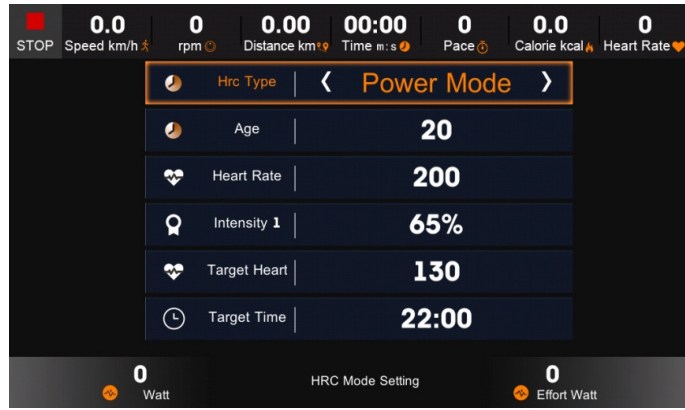 0.0 0 0.00 00:00 0 0.0 0
STOP Speed km/h rpm Distance km Time m:s Pace Calorie kcal Heart Rate
Hrc Type Power Mode
Age 20
Heart Rate 200
Intensity 1 65%
Target Heart 130
Target Time 22:00
0 0
Watt HRC Mode Setting Effort Watt